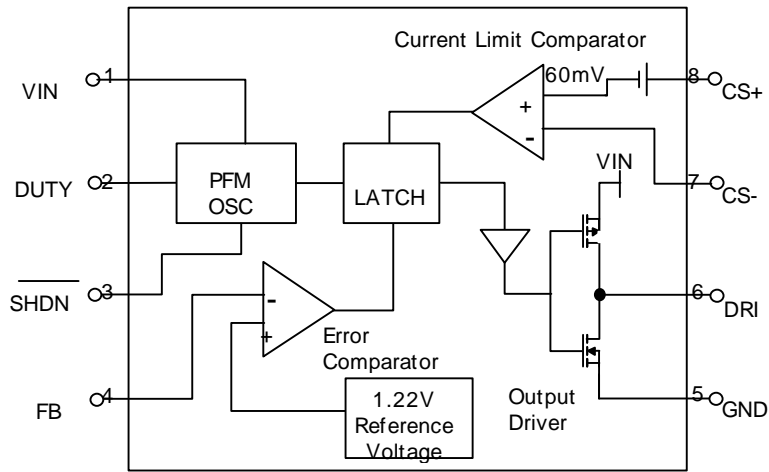 Current Limit Comparator
VIN
1
60mV
8
CS+
+
-
DUTY
2
PFM
OSC
LATCH
VIN
7
CS-
SHDN
3
-
+
6
DRI
Error
Comparator
FB
4
1.22V
Reference
Voltage
Output
Driver
5
GND